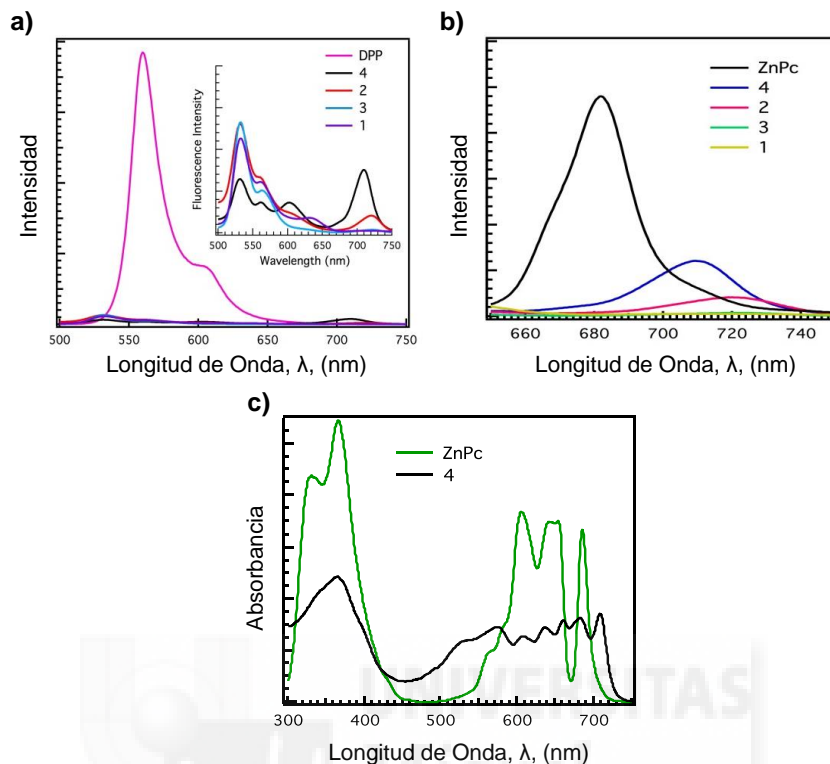 a)
Intensidad
DPP
4
2
3
1
Fluorescence Intensity
500 550 600 650 700 750
Wavelength (nm)
500 550 600 650 700 750
Longitud de Onda, λ, (nm)
b)
Intensidad
ZnPc
4
2
3
1
660 680 700 720 740
Longitud de Onda, λ, (nm)
c)
Absorbancia
ZnPc
4
300 400 500 600 700
Longitud de Onda, λ, (nm)
UNIVERSITAS